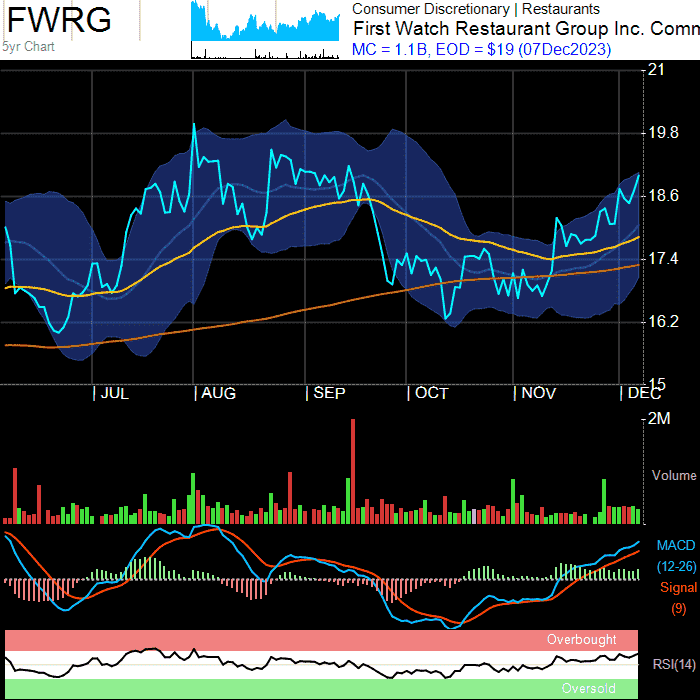 FWRG
5yr Chart
Consumer Discretionary | Restaurants
First Watch Restaurant Group Inc. Comn
MC = 1.1B, EOD = $19 (07Dec2023)
21
19.8
18.6
17.4
16.2
15
JUL AUG SEP OCT NOV DEC
2M
Volume
MACD
(12-26)
Signal
(9)
Overbought
RSI(14)
Oversold